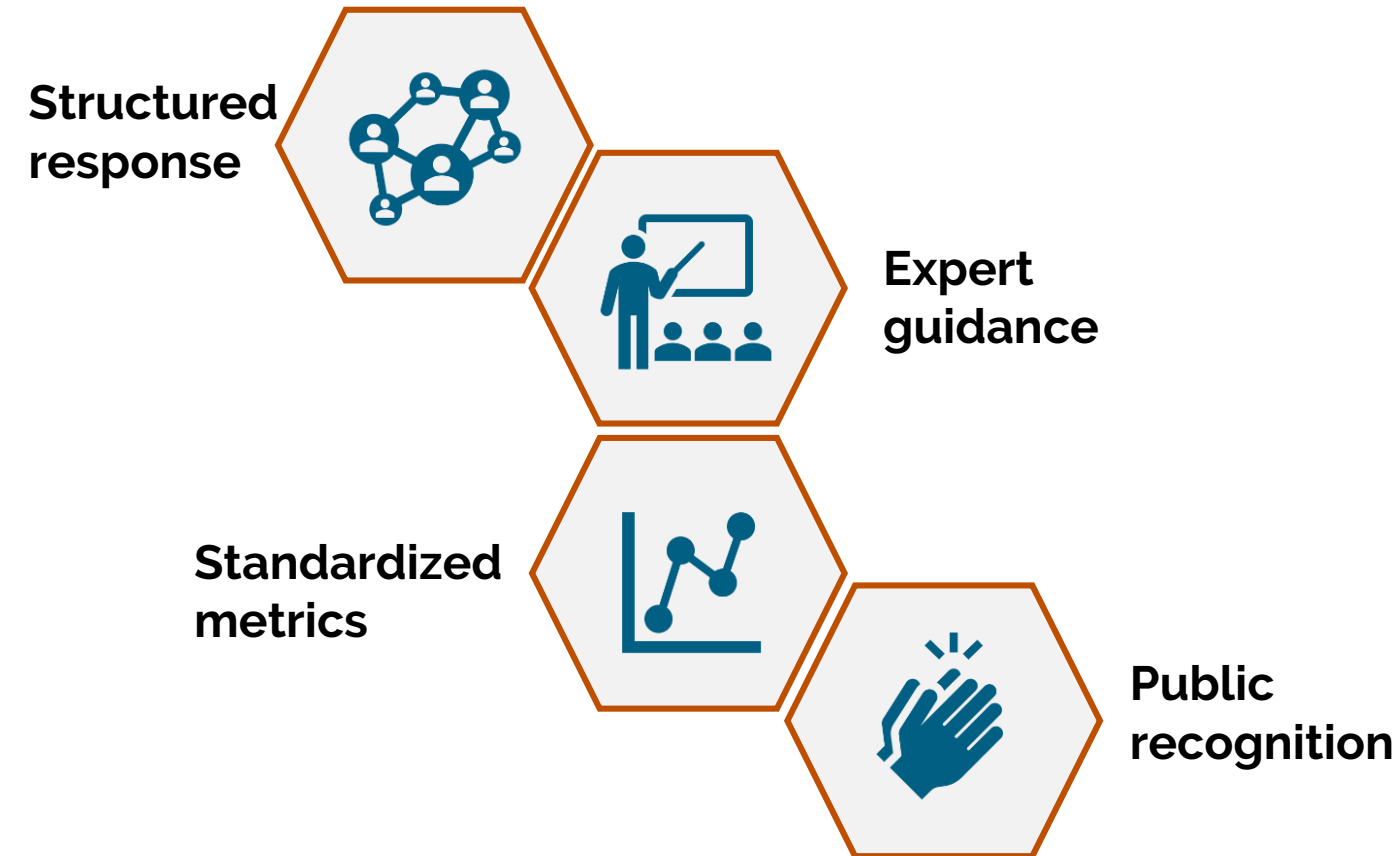 Structured
response
Expert
guidance
Standardized
metrics
Public
recognition